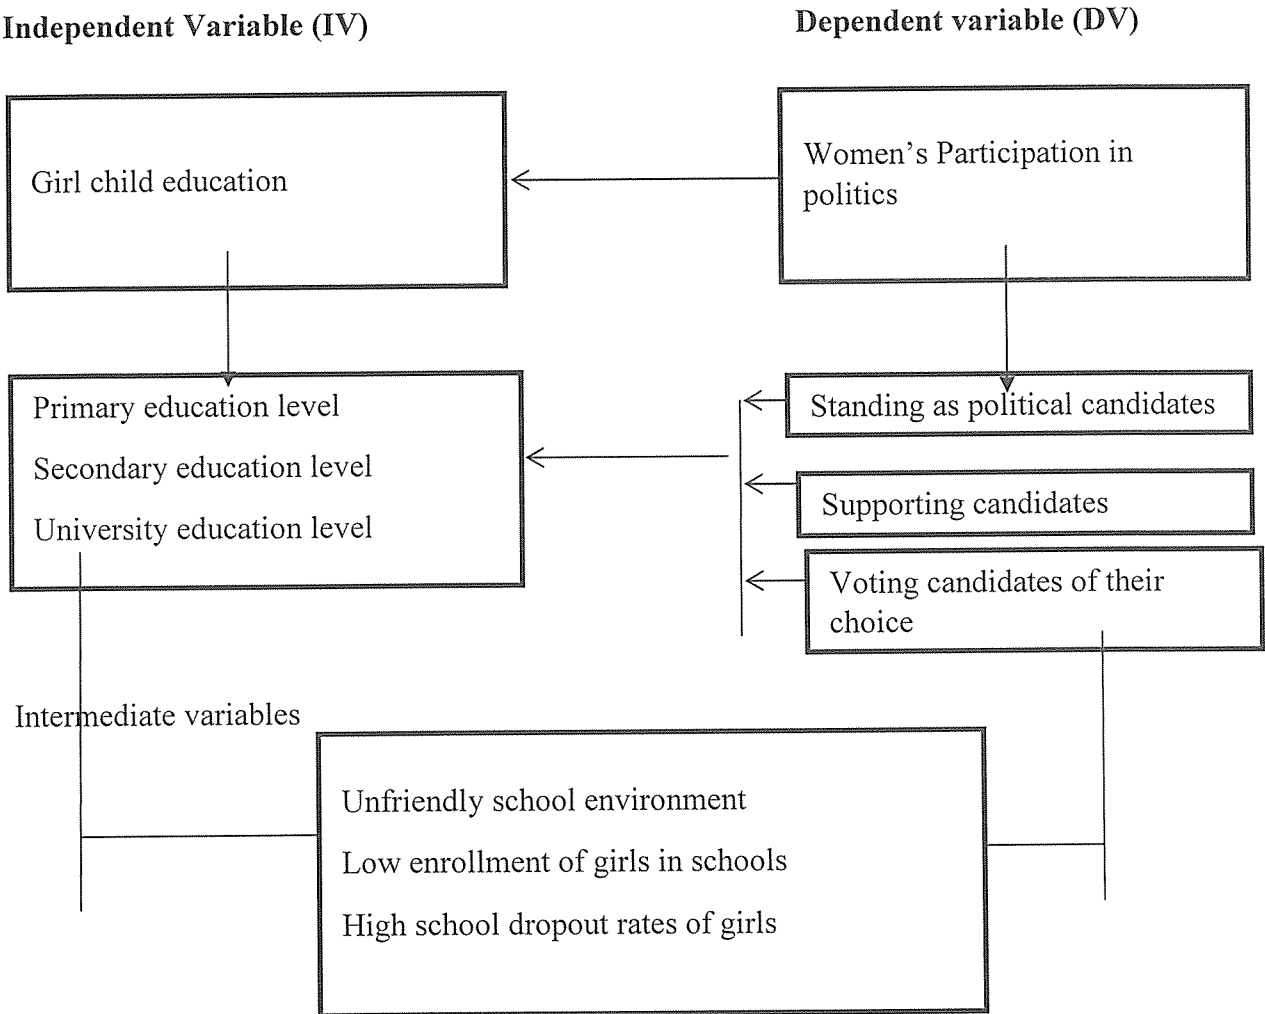 Independent Variable (IV)
Dependent variable (DV)
Girl child education
Women's Participation in
politics
Primary education level
Secondary education level
University education level
Standing as political candidates
Supporting candidates
Voting candidates of their
choice
Intermediate variables
Unfriendly school environment
Low enrollment of girls in schools
High school dropout rates of girls